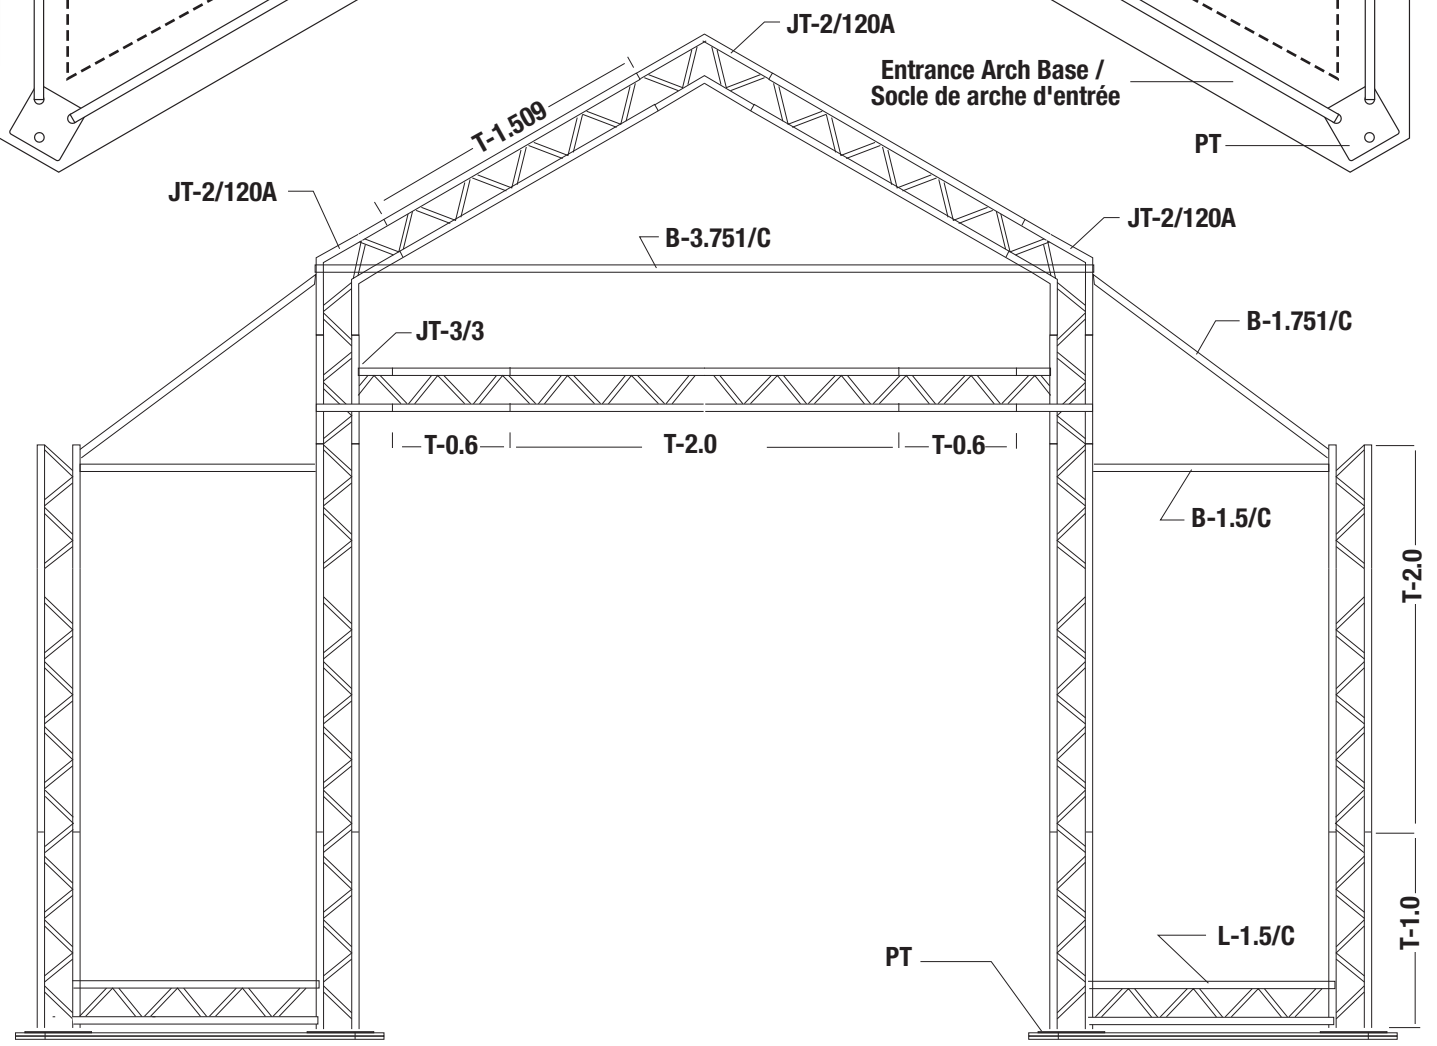 JT-2/120A
Entrance Arch Base /
Socle de arche d'entrée
T-1.509
PT
JT-2/120A
JT-2/120A
B-3.751/C
B-1.751/C
JT-3/3
T-0.6
T-2.0
T-0.6
B-1.5/C
T-2.0
T-1.0
L-1.5/C
PT